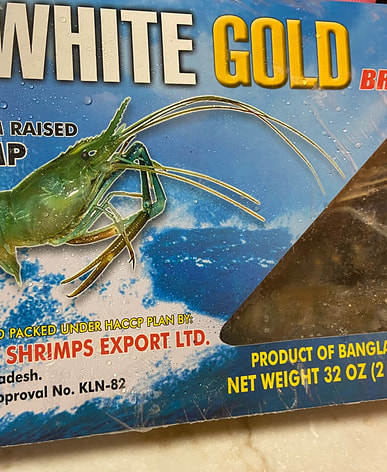 WHITE GOLD BR
RAISED
PACKED UNDER HACCP PLAN BY:
SHRIMPS EXPORT LTD.
adesh.
pproval No. KLN-82
PRODUCT OF BANGLA
NET WEIGHT 32 OZ (2